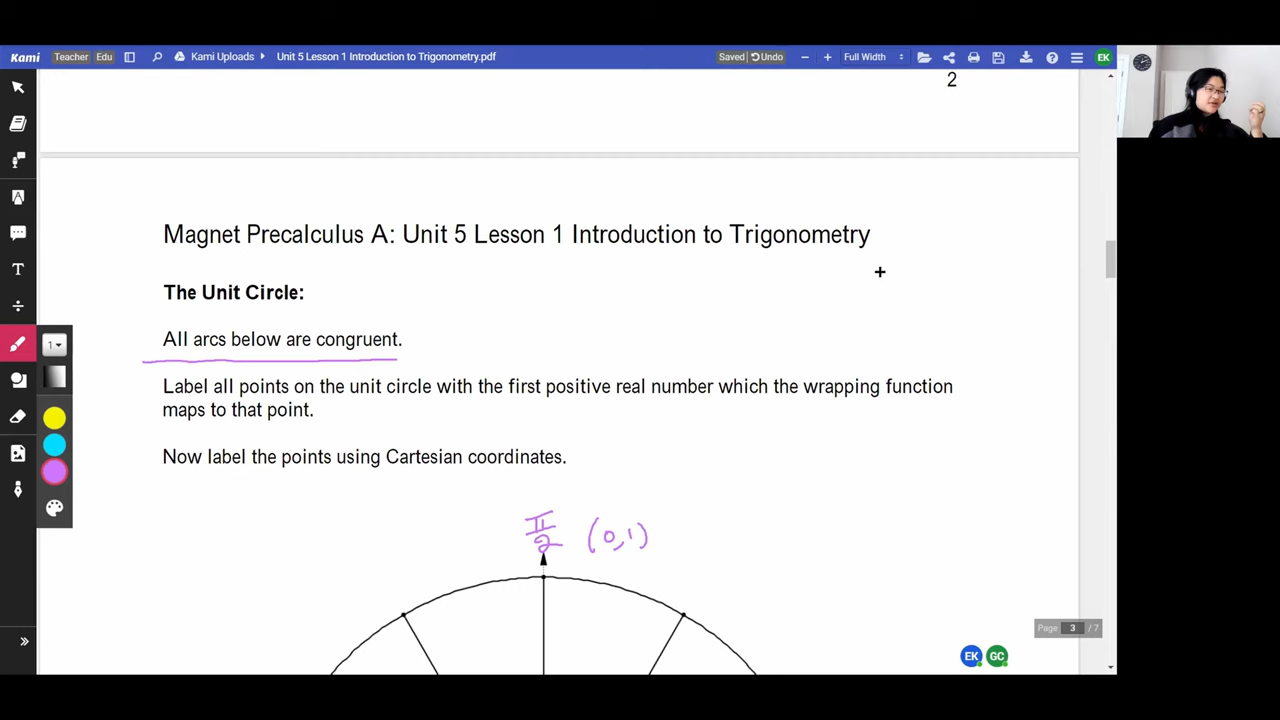 Kami Teacher Edu Kami Uploads Unit 5 Lesson 1 Introduction to Trigonometry.pdf Saved Undo Full Width EK
2
Magnet Precalculus A: Unit 5 Lesson 1 Introduction to Trigonometry
The Unit Circle:
All arcs below are congruent.
Label all points on the unit circle with the first positive real number which the wrapping function
maps to that point.
Now label the points using Cartesian coordinates.
π/2 (0,1)
1
Page 3 / 7
EK GC